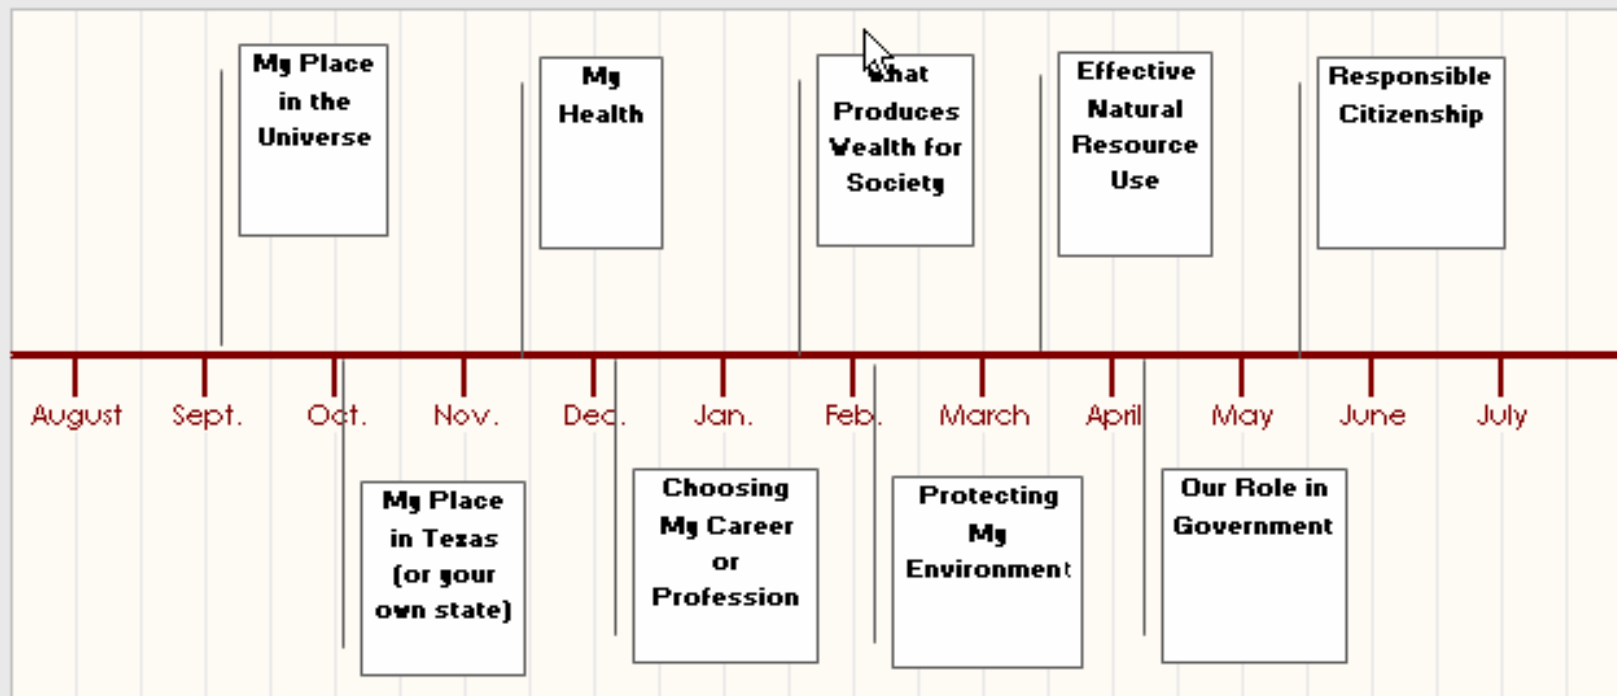 My Place
in the
Universe
My
Health
What
Produces
Wealth for
Society
Effective
Natural
Resource
Use
Responsible
Citizenship
August
Sept.
Oct.
Nov.
Dec.
Jan.
Feb.
March
April
May
June
July
My Place
in Texas
(or your
own state)
Choosing
My Career
or
Profession
Protecting
My
Environment
Our Role in
Government